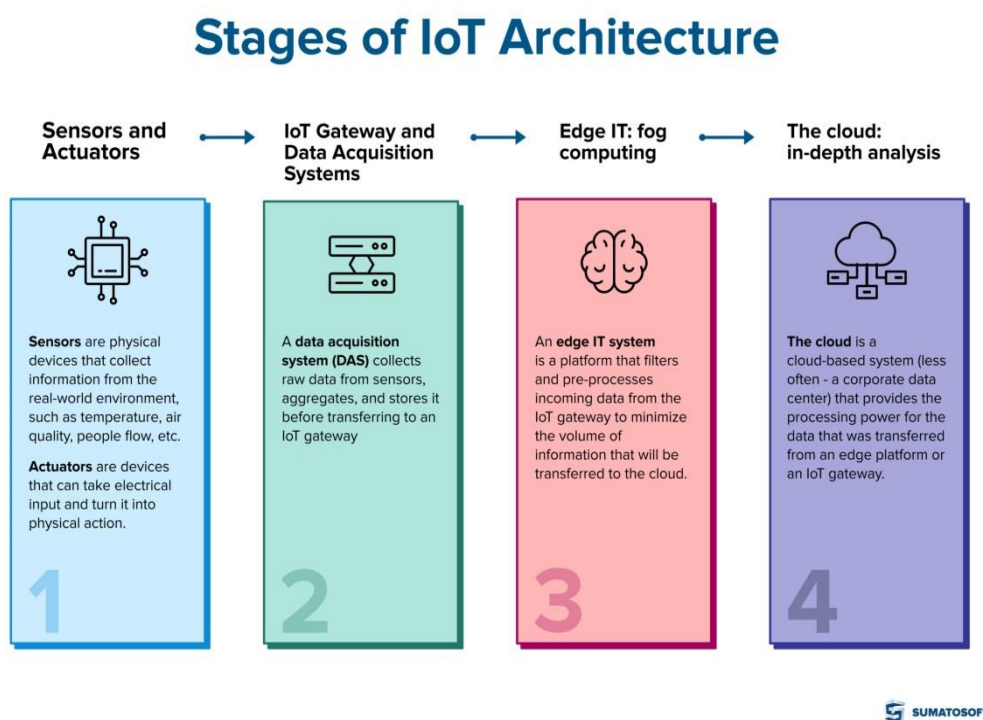 Stages of IoT Architecture
Sensors and
Actuators
IoT Gateway and
Data Acquisition
Systems
Edge IT: fog
computing
The cloud:
in-depth analysis
Sensors are physical
devices that collect
information from the
real-world environment,
such as temperature, air
quality, people flow, etc.
Actuators are devices
that can take electrical
input and turn it into
physical action.
1
A data acquisition
system (DAS) collects
raw data from sensors,
aggregates, and stores it
before transferring to an
IoT gateway
2
An edge IT system
is a platform that filters
and pre-processes
incoming data from the
IoT gateway to minimize
the volume of
information that will be
transferred to the cloud.
3
The cloud is a
cloud-based system (less
often - a corporate data
center) that provides the
processing power for the
data that was transferred
from an edge platform or
an IoT gateway.
4
SUMATOSOF